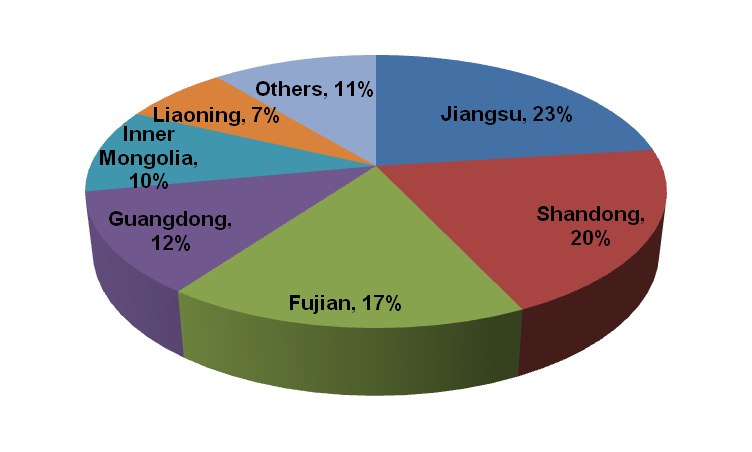 Others, 11%
Jiangsu, 23%
Liaoning, 7%
Inner
Mongolia,
10%
Shandong,
20%
Guangdong,
12%
Fujian, 17%